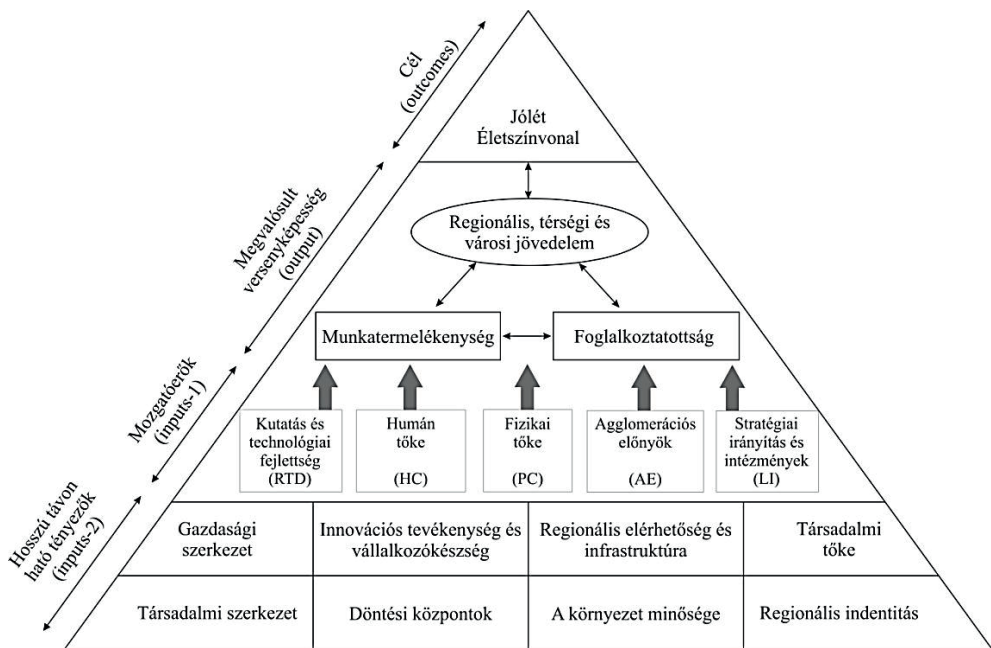 Cél
(outcomes)
Jólét
Életszínvonal
Megvalósult
versenyképesség
(output)
Regionális, térségi és
városi jövedelem
Munkatermelékenység
Foglalkoztatottság
Mozgatóerők
(inputs-1)
Kutatás és
technológiai
fejlettség
(RTD)
Humán
tőke
(HC)
Fizikai
tőke
(PC)
Agglomerációs
előnyök
(AE)
Stratégiai
irányítás és
intézmények
(LI)
Hosszú távon
ható tényezők
(inputs-2)
Gazdasági
szerkezet
Innovációs tevékenység és
vállalkozókészség
Regionális elérhetőség és
infrastruktúra
Társadalmi
tőke
Társadalmi szerkezet
Döntési központok
A környezet minősége
Regionális indentitás